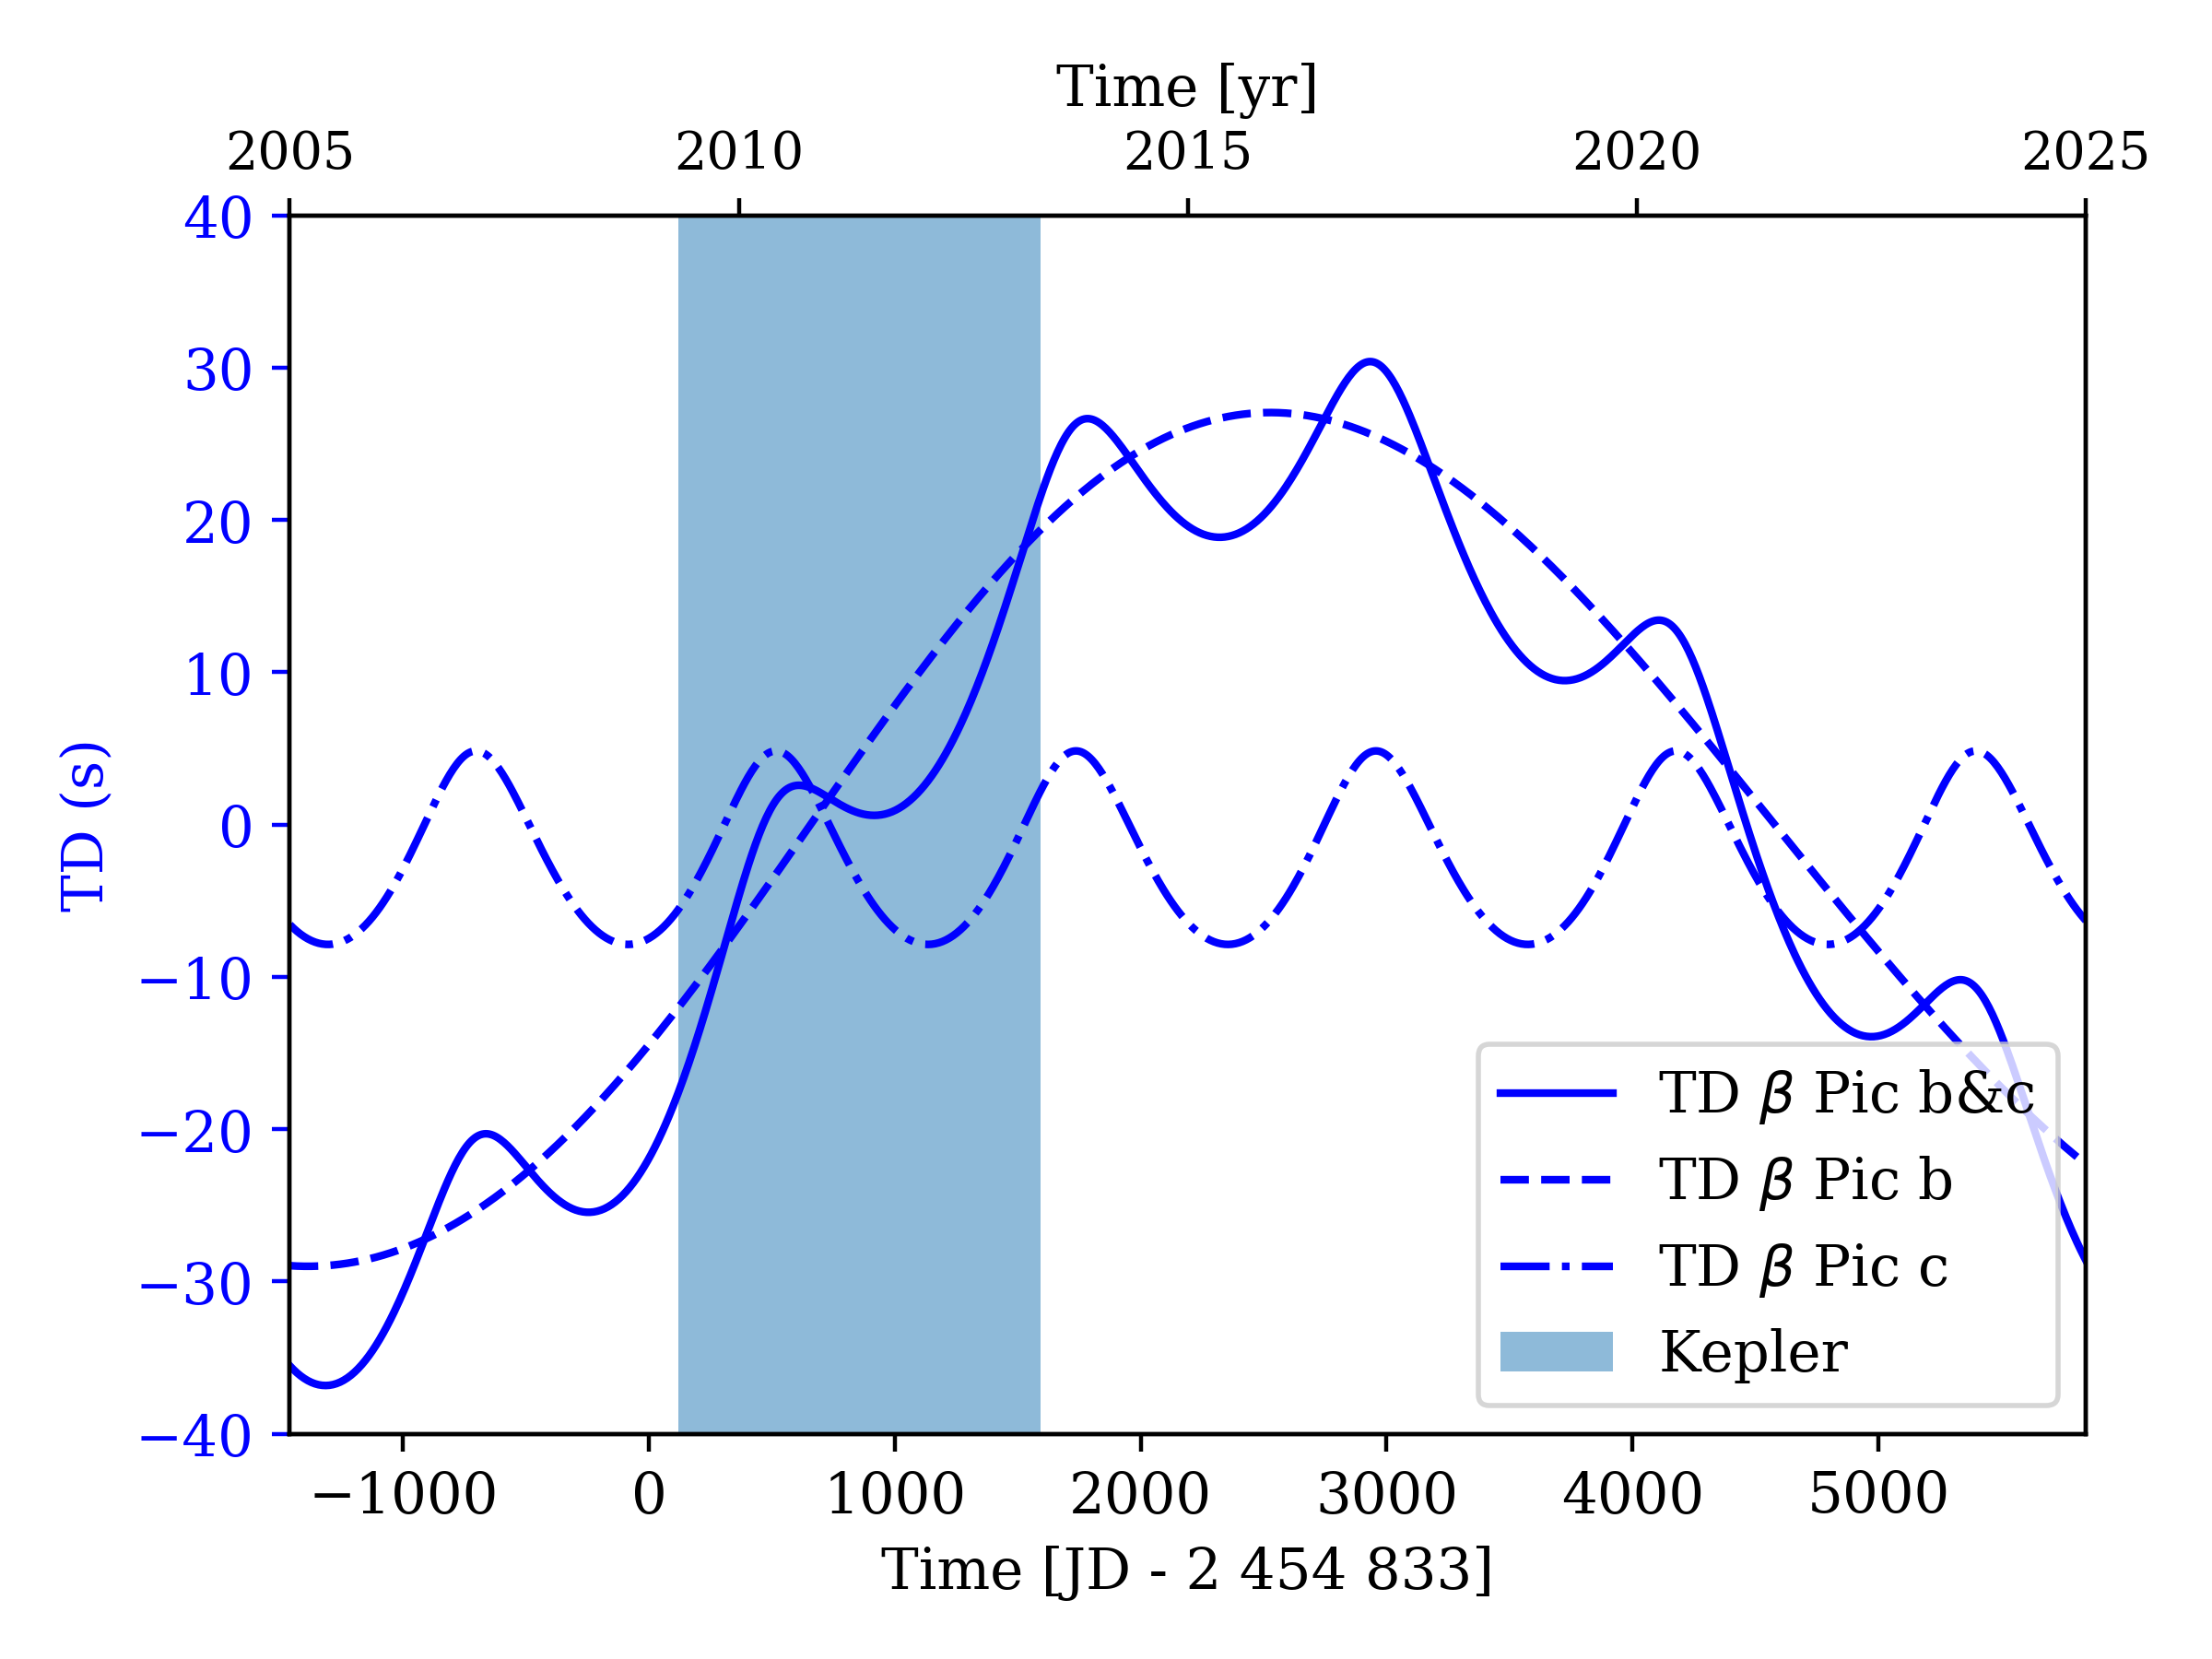 Time [yr]
2005 2010 2015 2020 2025
40
30
20
10
0
−10
−20
−30
−40
TD (s)
TD β Pic b&c
TD β Pic b
TD β Pic c
Kepler
−1000 0 1000 2000 3000 4000 5000
Time [JD - 2 454 833]